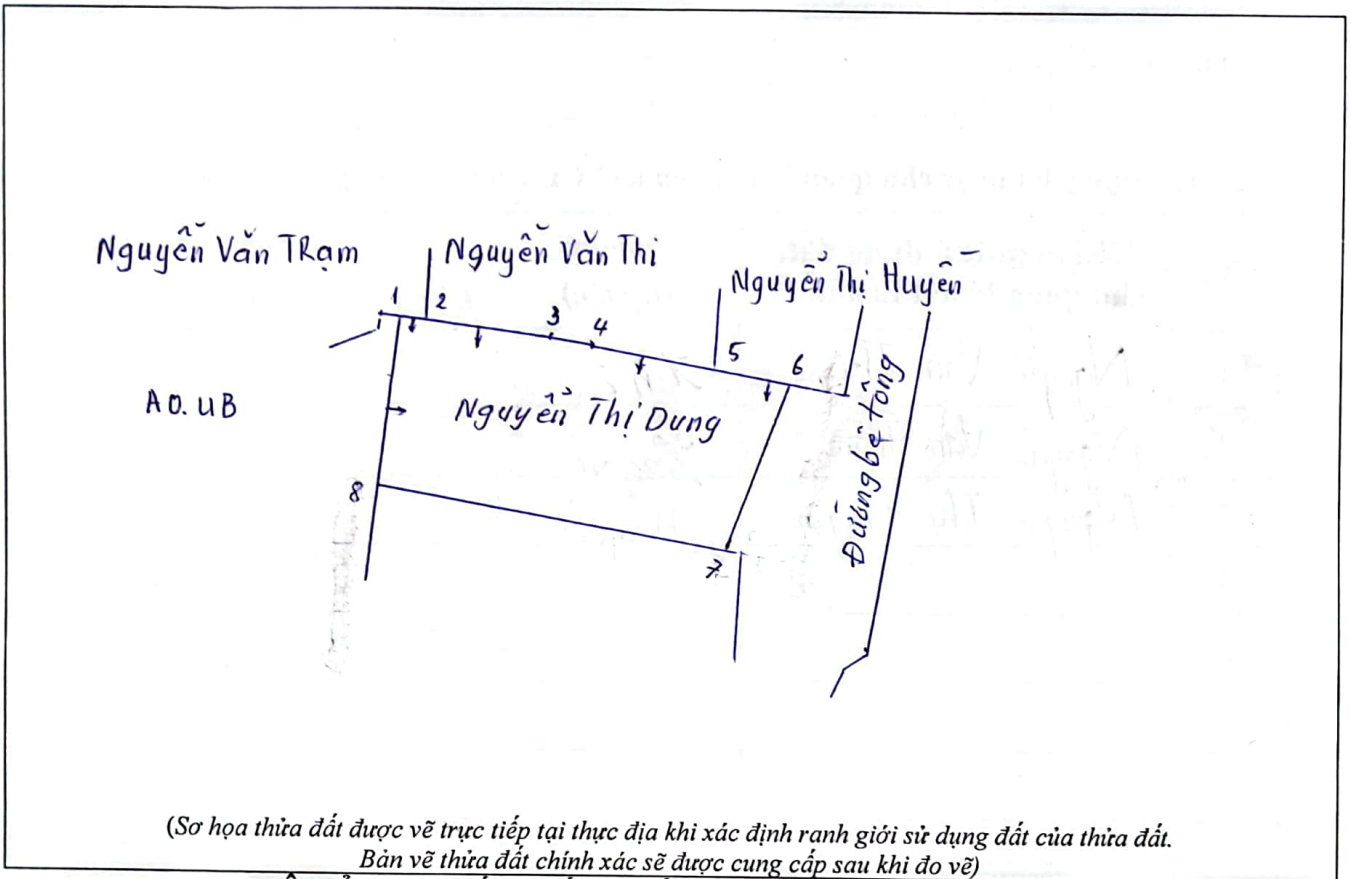 Nguyễn Văn TRạm
Nguyễn Văn Thi
Nguyễn Thị Huyên
1
2
3
4
5
6
A0.UB
Nguyễn Thị Dung
Đường bê tông
8
7
(Sơ họa thửa đất được vẽ trực tiếp tại thực địa khi xác định ranh giới sử dụng đất của thửa đất.
Bản vẽ thửa đất chính xác sẽ được cung cấp sau khi đo vẽ)